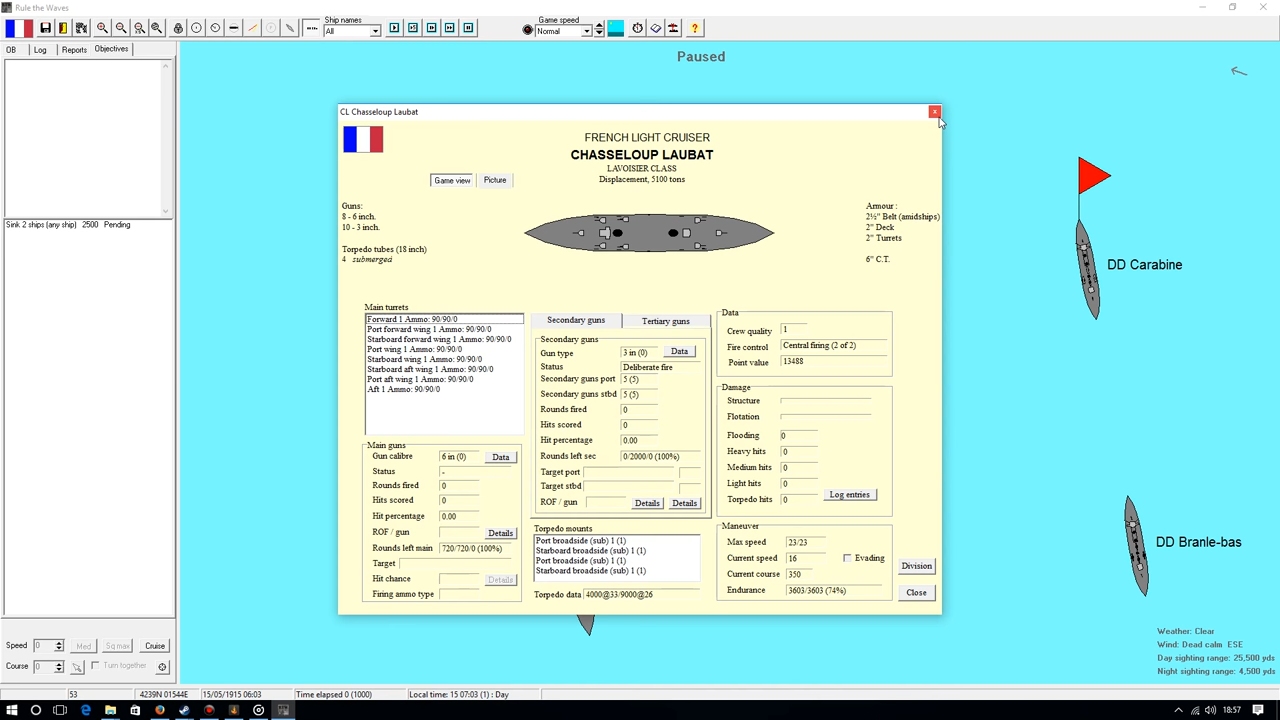 Rule the Waves
Ship names
All
Game speed
Normal
OB
Log
Reports
Objectives
Paused
Sink 2 ships (any ship) 2500 Pending
CL Chasseloup Laubat
FRENCH LIGHT CRUISER
CHASSELOUP LAUBAT
LAVOISIER CLASS
Displacement, 5100 tons
Game view
Picture
Guns:
8 - 6 inch.
10 - 3 inch.
Torpedo tubes (18 inch)
4 submerged
Armour :
2½" Belt (amidships)
2" Deck
2" Turrets
6" C.T.
Main turrets
Forward 1 Ammo: 90/90/0
Port forward wing 1 Ammo: 90/90/0
Starboard forward wing 1 Ammo: 90/90/0
Port wing 1 Ammo: 90/90/0
Starboard wing 1 Ammo: 90/90/0
Starboard aft wing 1 Ammo: 90/90/0
Port aft wing 1 Ammo: 90/90/0
Aft 1 Ammo: 90/90/0
Main guns
Gun calibre 6 in (0) Data
Status -
Rounds fired 0
Hits scored 0
Hit percentage 0.00
ROF / gun Details
Rounds left main 720/720/0 (100%)
Target
Hit chance Details
Firing ammo type
Secondary guns
Tertiary guns
Secondary guns
Gun type 3 in (0) Data
Status Deliberate fire
Secondary guns port 5 (5)
Secondary guns stbd 5 (5)
Rounds fired 0
Hits scored 0
Hit percentage 0.00
Rounds left sec 0/2000/0 (100%)
Target port
Target stbd
ROF / gun Details Details
Torpedo mounts
Port broadside (sub) 1 (1)
Starboard broadside (sub) 1 (1)
Port broadside (sub) 1 (1)
Starboard broadside (sub) 1 (1)
Torpedo data 4000@33/9000@26
Data
Crew quality 1
Fire control Central firing (2 of 2)
Point value 13488
Damage
Structure
Flotation
Flooding 0
Heavy hits 0
Medium hits 0
Light hits 0
Torpedo hits 0
Log entries
Maneuver
Max speed 23/23
Current speed 16
Evading
Current course 350
Endurance 3603/3603 (74%)
Division
Close
DD Carabine
DD Branle-bas
Weather: Clear
Wind: Dead calm ESE
Day sighting range: 25,500 yds
Night sighting range: 4,500 yds
Speed 0 Med Sq max Cruise
Course 0 Turn together
53
4239N 01544E
15/05/1915 06:03
Time elapsed 0 (1000)
Local time: 15 07:03 (1) : Day
18:57